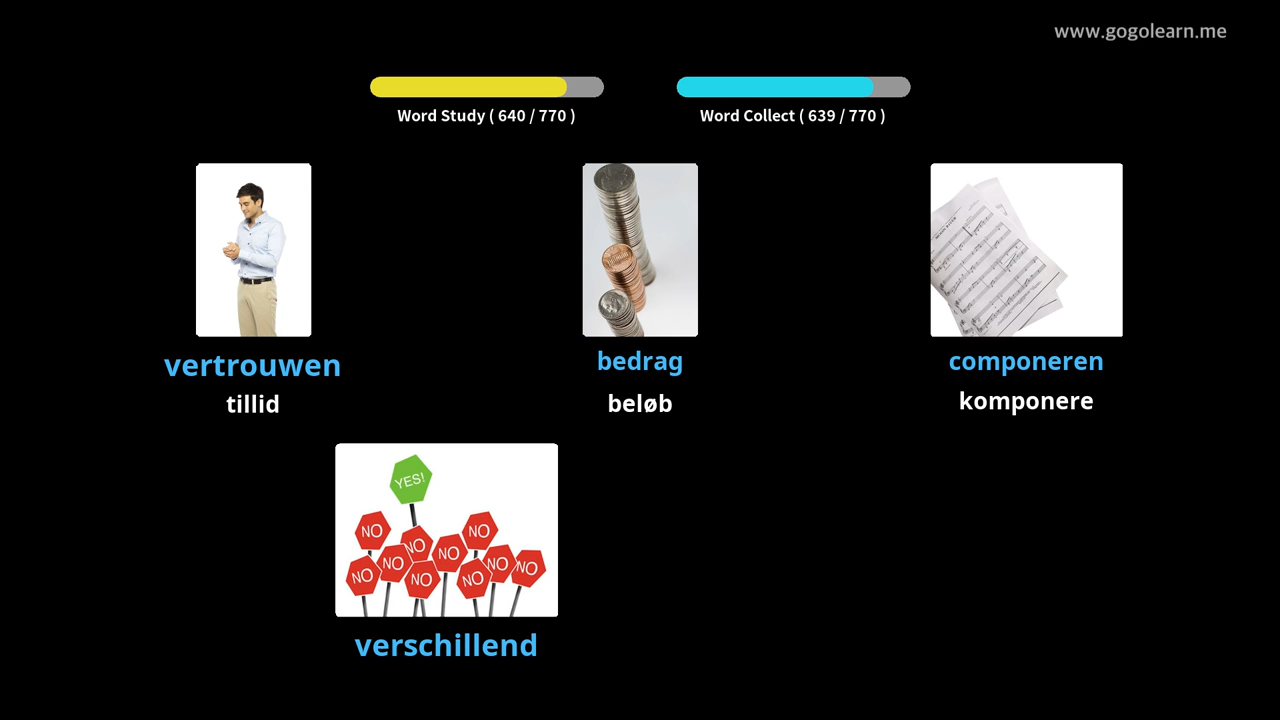 www.gogolearn.me
Word Study ( 640 / 770 )
Word Collect ( 639 / 770 )
vertrouwen
tillid
bedrag
beløb
componeren
komponere
YES!
NO
NO
NO
NO
NO
NO
NO
NO
NO
NO
verschillend